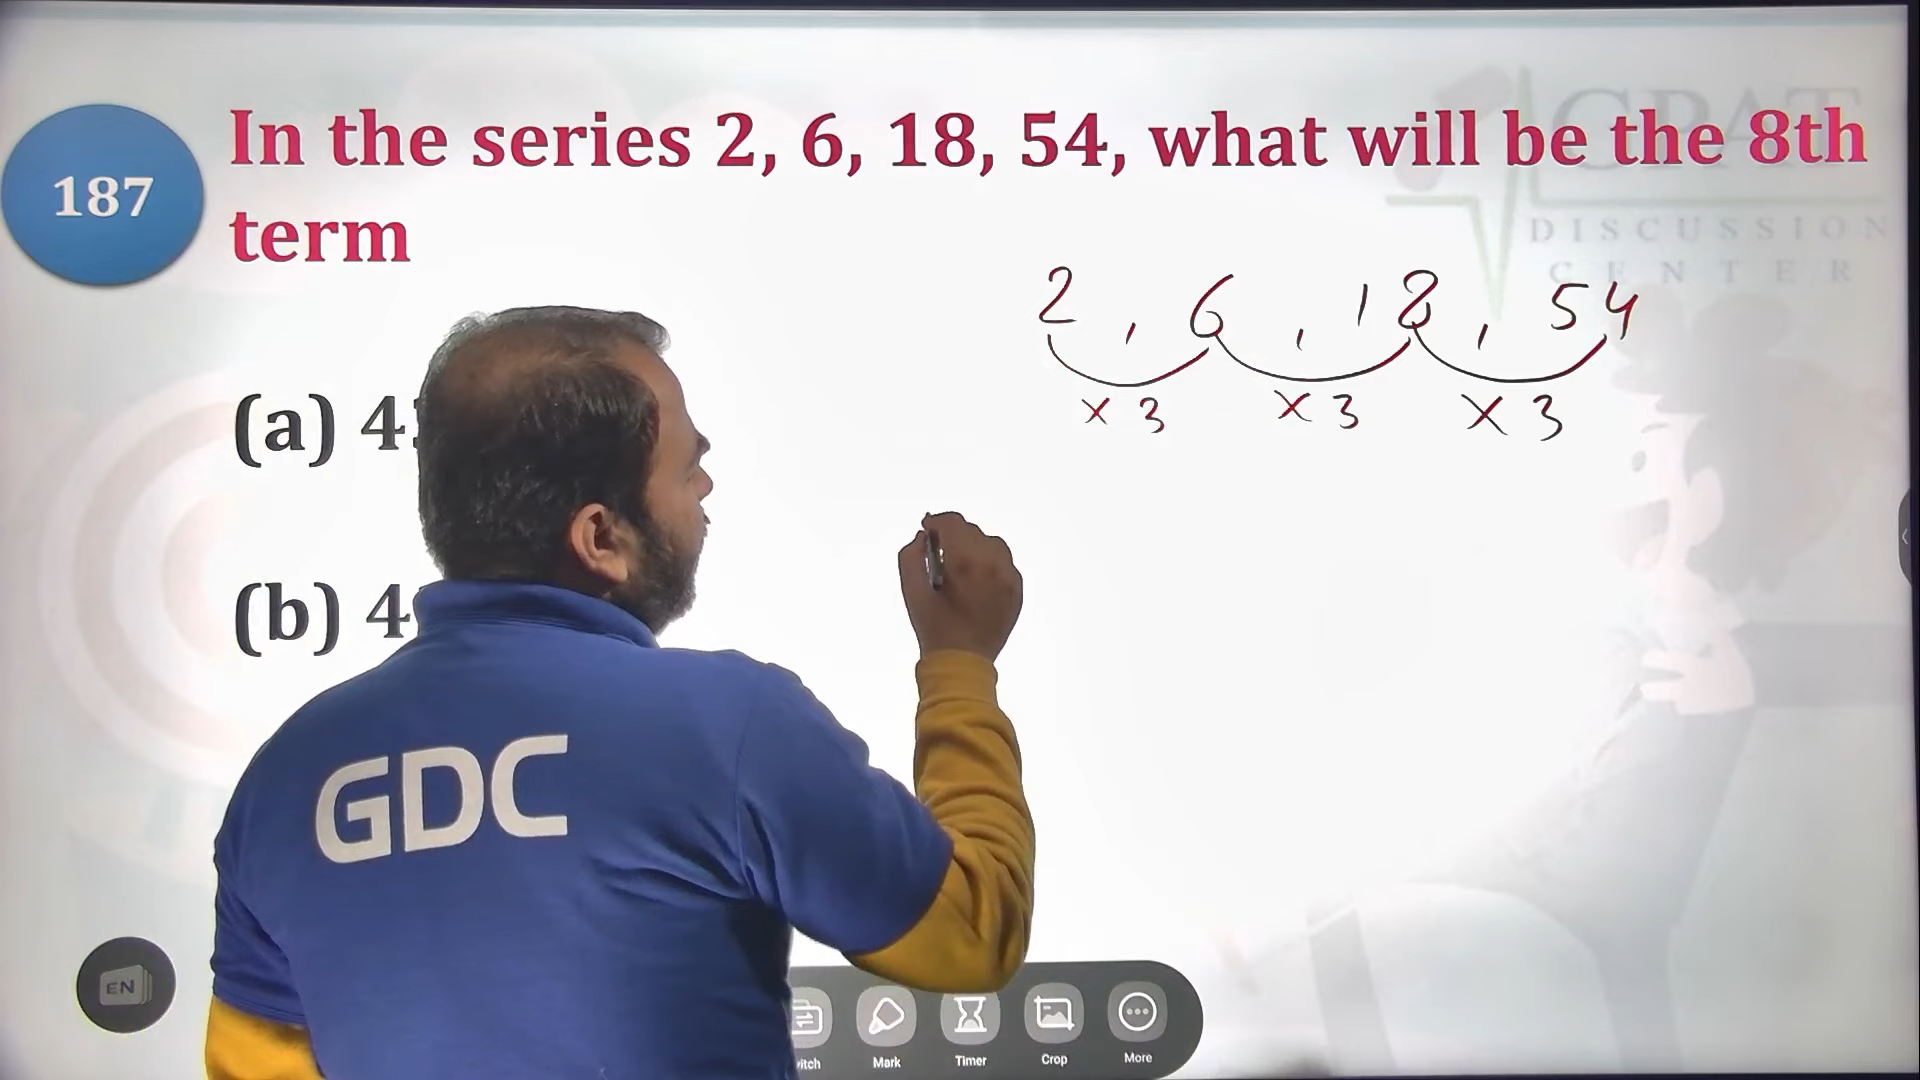 In the series 2, 6, 18, 54, what will be the 8th
term
187
GPAT
DISCUSSION
CENTER
2 , 6 , 18 , 54
× 3 × 3 × 3
(a) 4
(b) 4
GDC
EN
Mark Timer Crop More